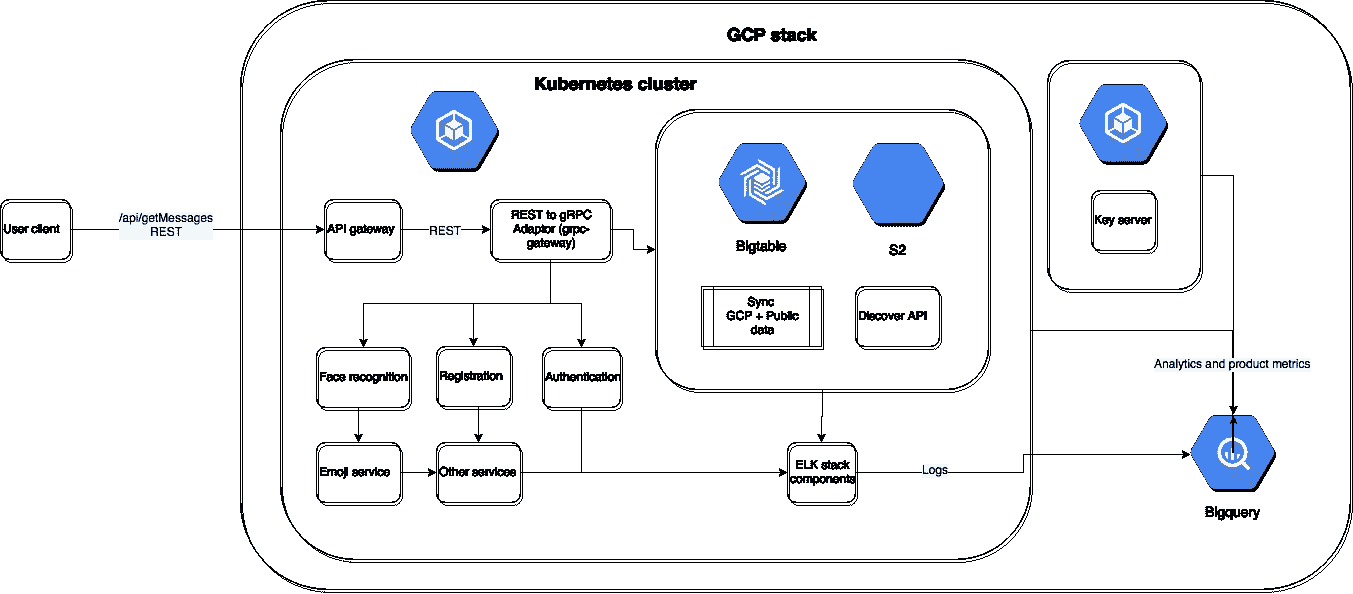 GCP stack
Kubernetes cluster
User client
/api/getMessages
REST
API gateway
REST
REST to gRPC
Adaptor (grpc-
gateway)
Bigtable
S2
Key server
Sync
GCP + Public
data
Discover API
Face recognition
Registration
Authentication
Analytics and product metrics
Emoji service
Other services
ELK stack
components
Logs
Bigquery